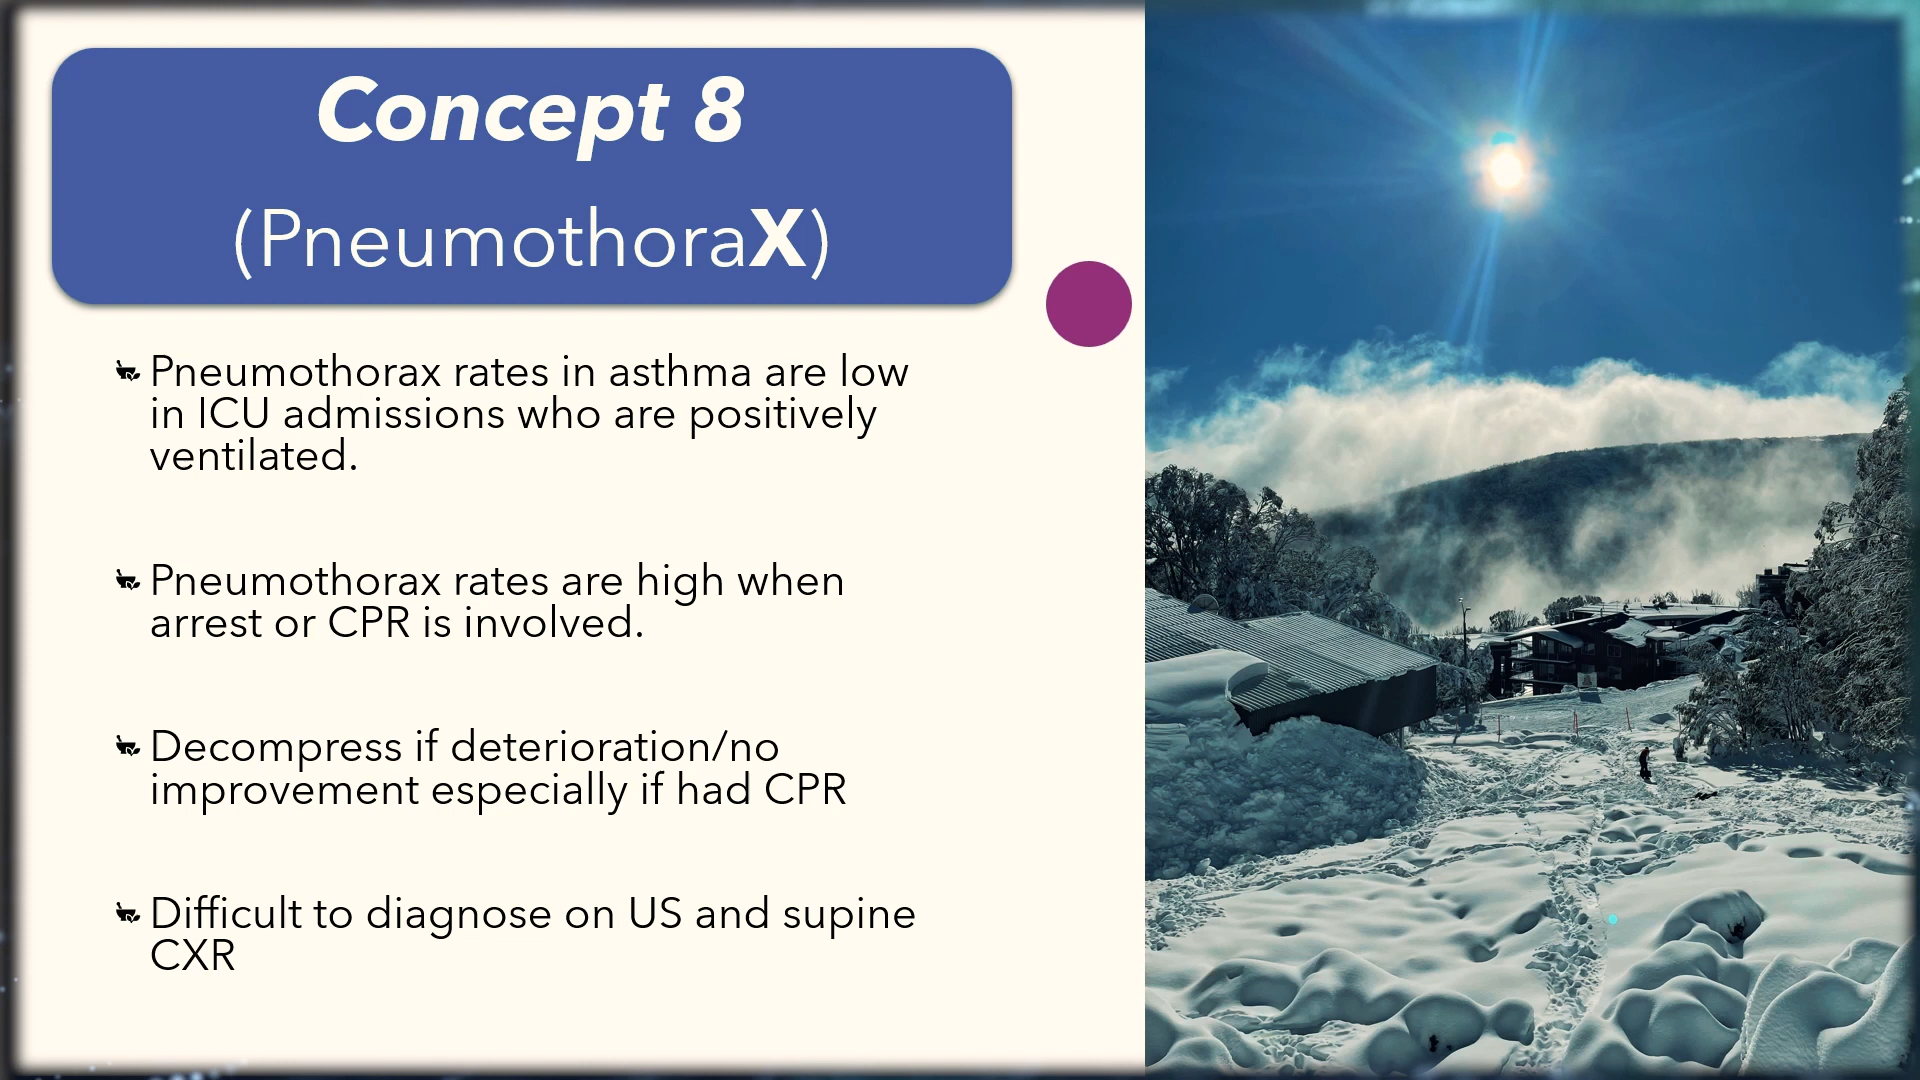 Concept 8
(PneumothoraX)
Pneumothorax rates in asthma are low
in ICU admissions who are positively
ventilated.
Pneumothorax rates are high when
arrest or CPR is involved.
Decompress if deterioration/no
improvement especially if had CPR
Difficult to diagnose on US and supine
CXR